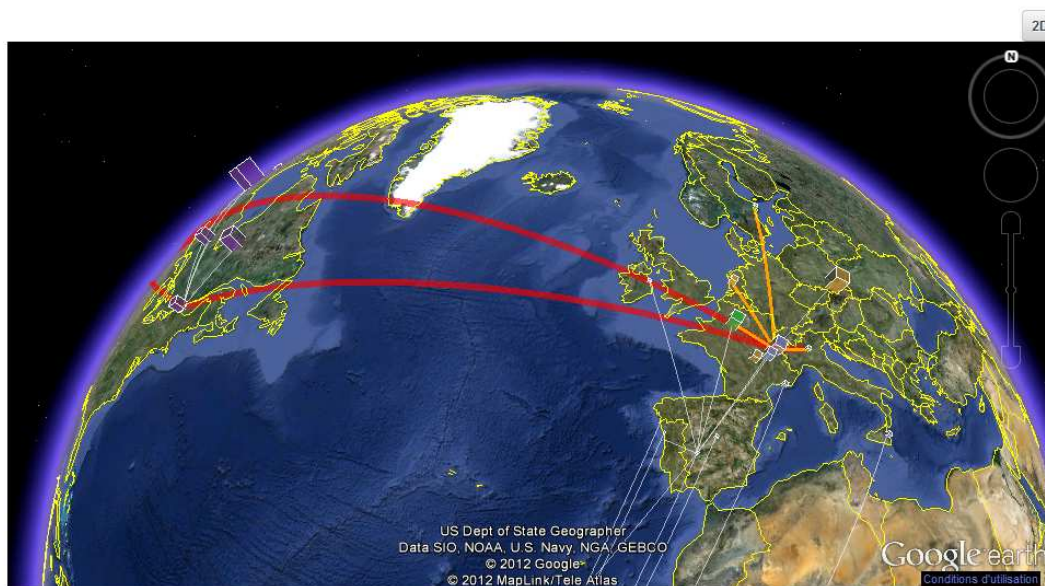 2D
N
US Dept of State Geographer
Data SIO, NOAA, U.S. Navy, NGA, GEBCO
© 2012 Google
© 2012 MapLink/Tele Atlas
Google earth
Conditions d'utilisation